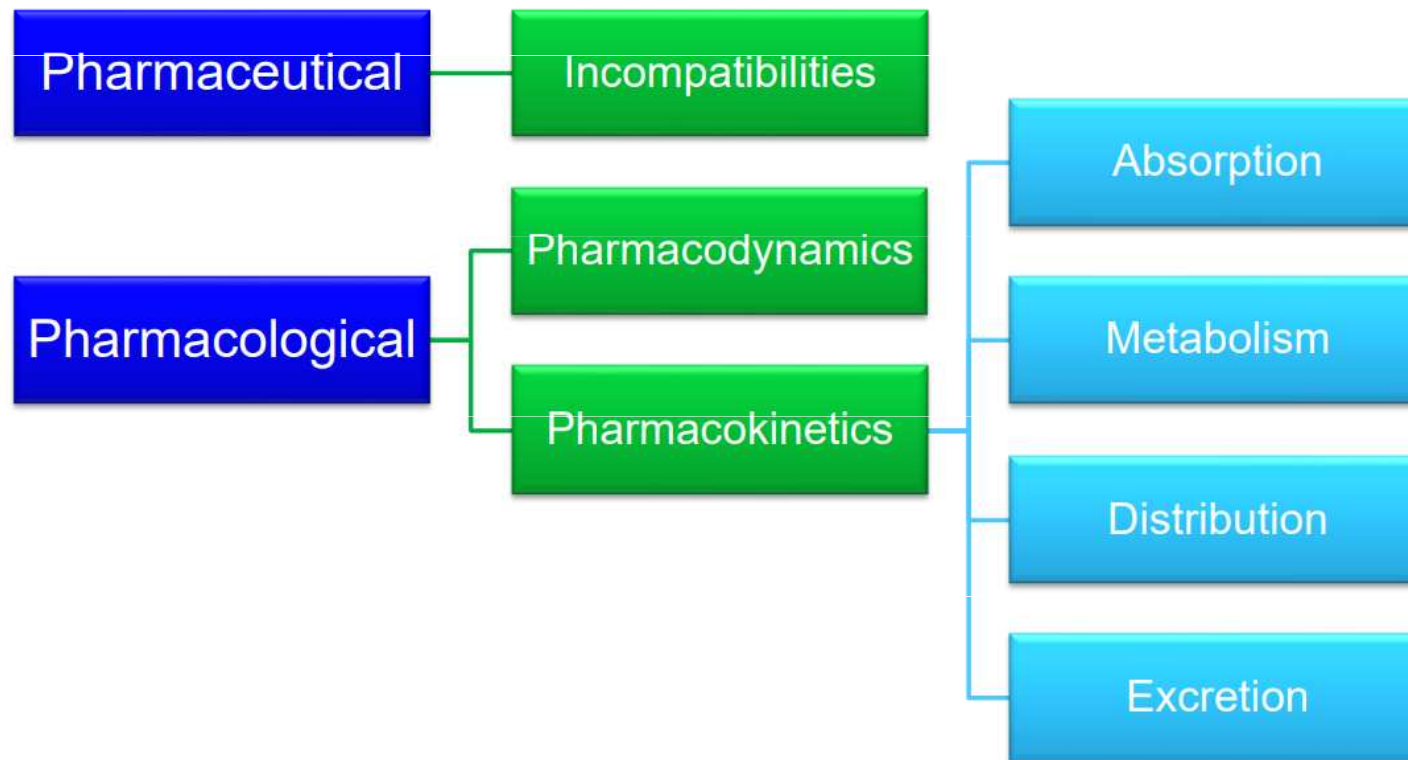 Pharmaceutical
Incompatibilities
Pharmacological
Pharmacodynamics
Pharmacokinetics
Absorption
Metabolism
Distribution
Excretion